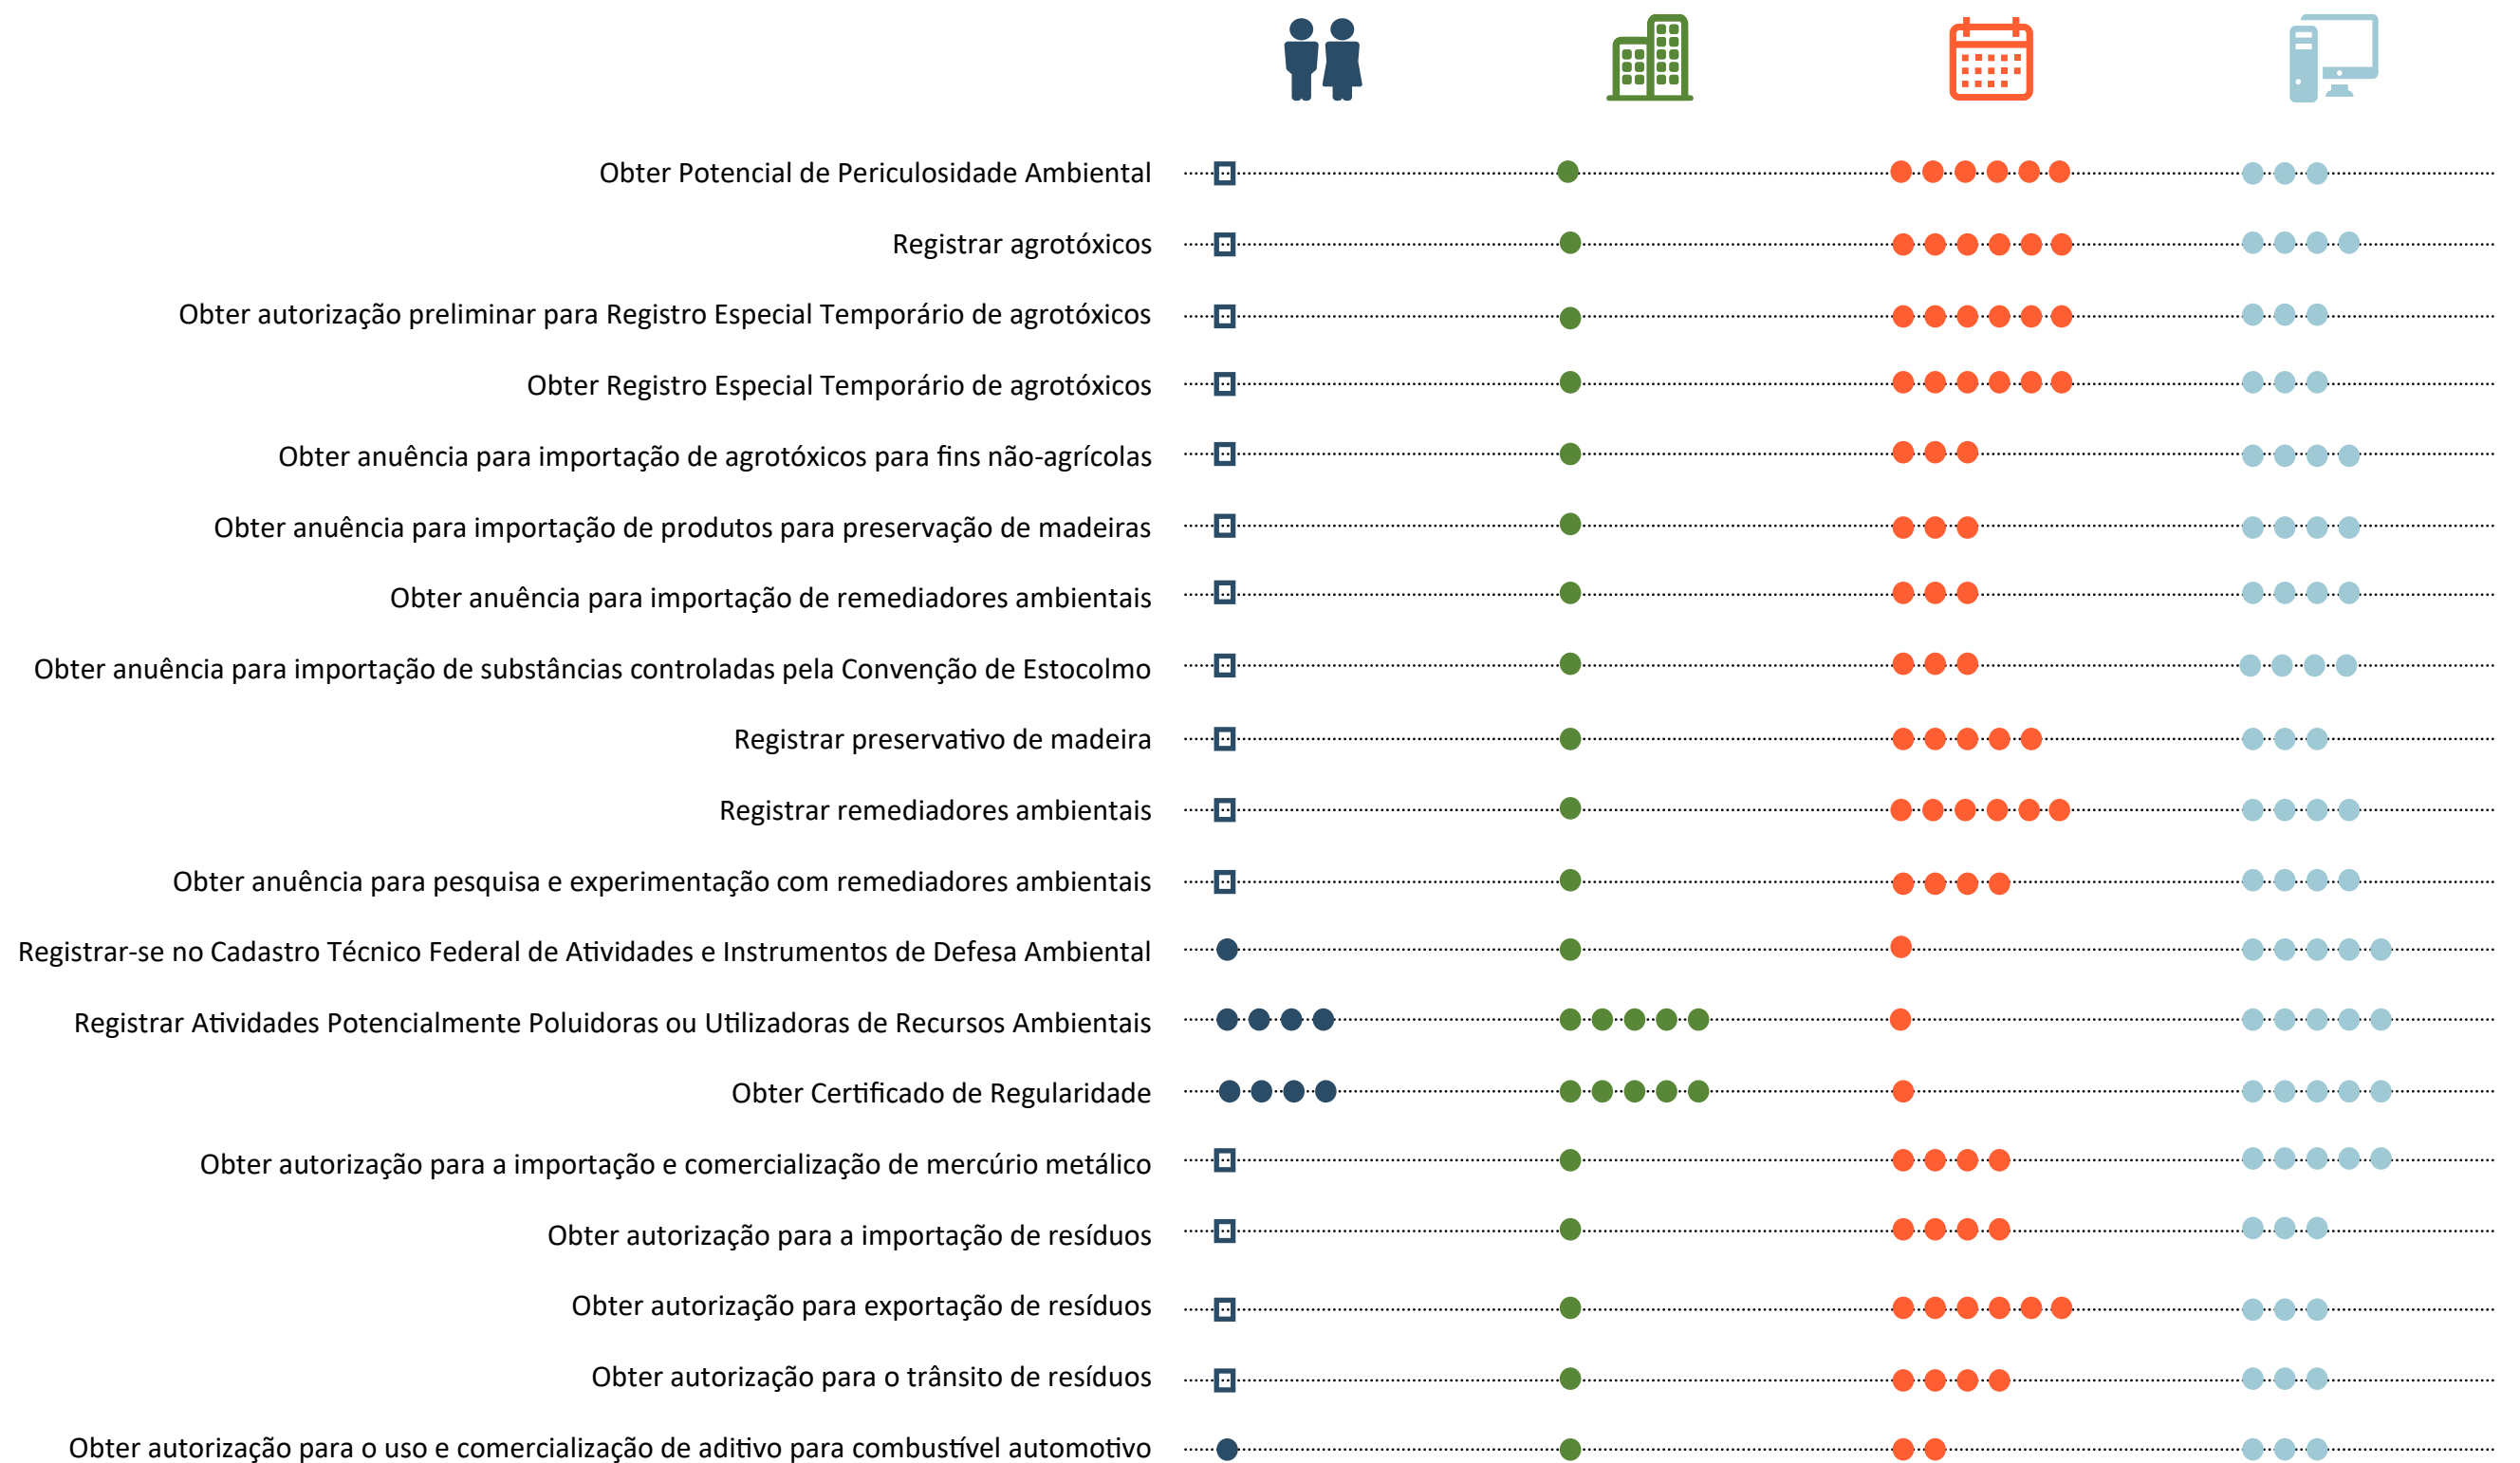 Obter Potencial de Periculosidade Ambiental
Registrar agrotóxicos
Obter autorização preliminar para Registro Especial Temporário de agrotóxicos
Obter Registro Especial Temporário de agrotóxicos
Obter anuência para importação de agrotóxicos para fins não-agrícolas
Obter anuência para importação de produtos para preservação de madeiras
Obter anuência para importação de remediadores ambientais
Obter anuência para importação de substâncias controladas pela Convenção de Estocolmo
Registrar preservativo de madeira
Registrar remediadores ambientais
Obter anuência para pesquisa e experimentação com remediadores ambientais
Registrar-se no Cadastro Técnico Federal de Atividades e Instrumentos de Defesa Ambiental
Registrar Atividades Potencialmente Poluidoras ou Utilizadoras de Recursos Ambientais
Obter Certificado de Regularidade
Obter autorização para a importação e comercialização de mercúrio metálico
Obter autorização para a importação de resíduos
Obter autorização para exportação de resíduos
Obter autorização para o trânsito de resíduos
Obter autorização para o uso e comercialização de aditivo para combustível automotivo